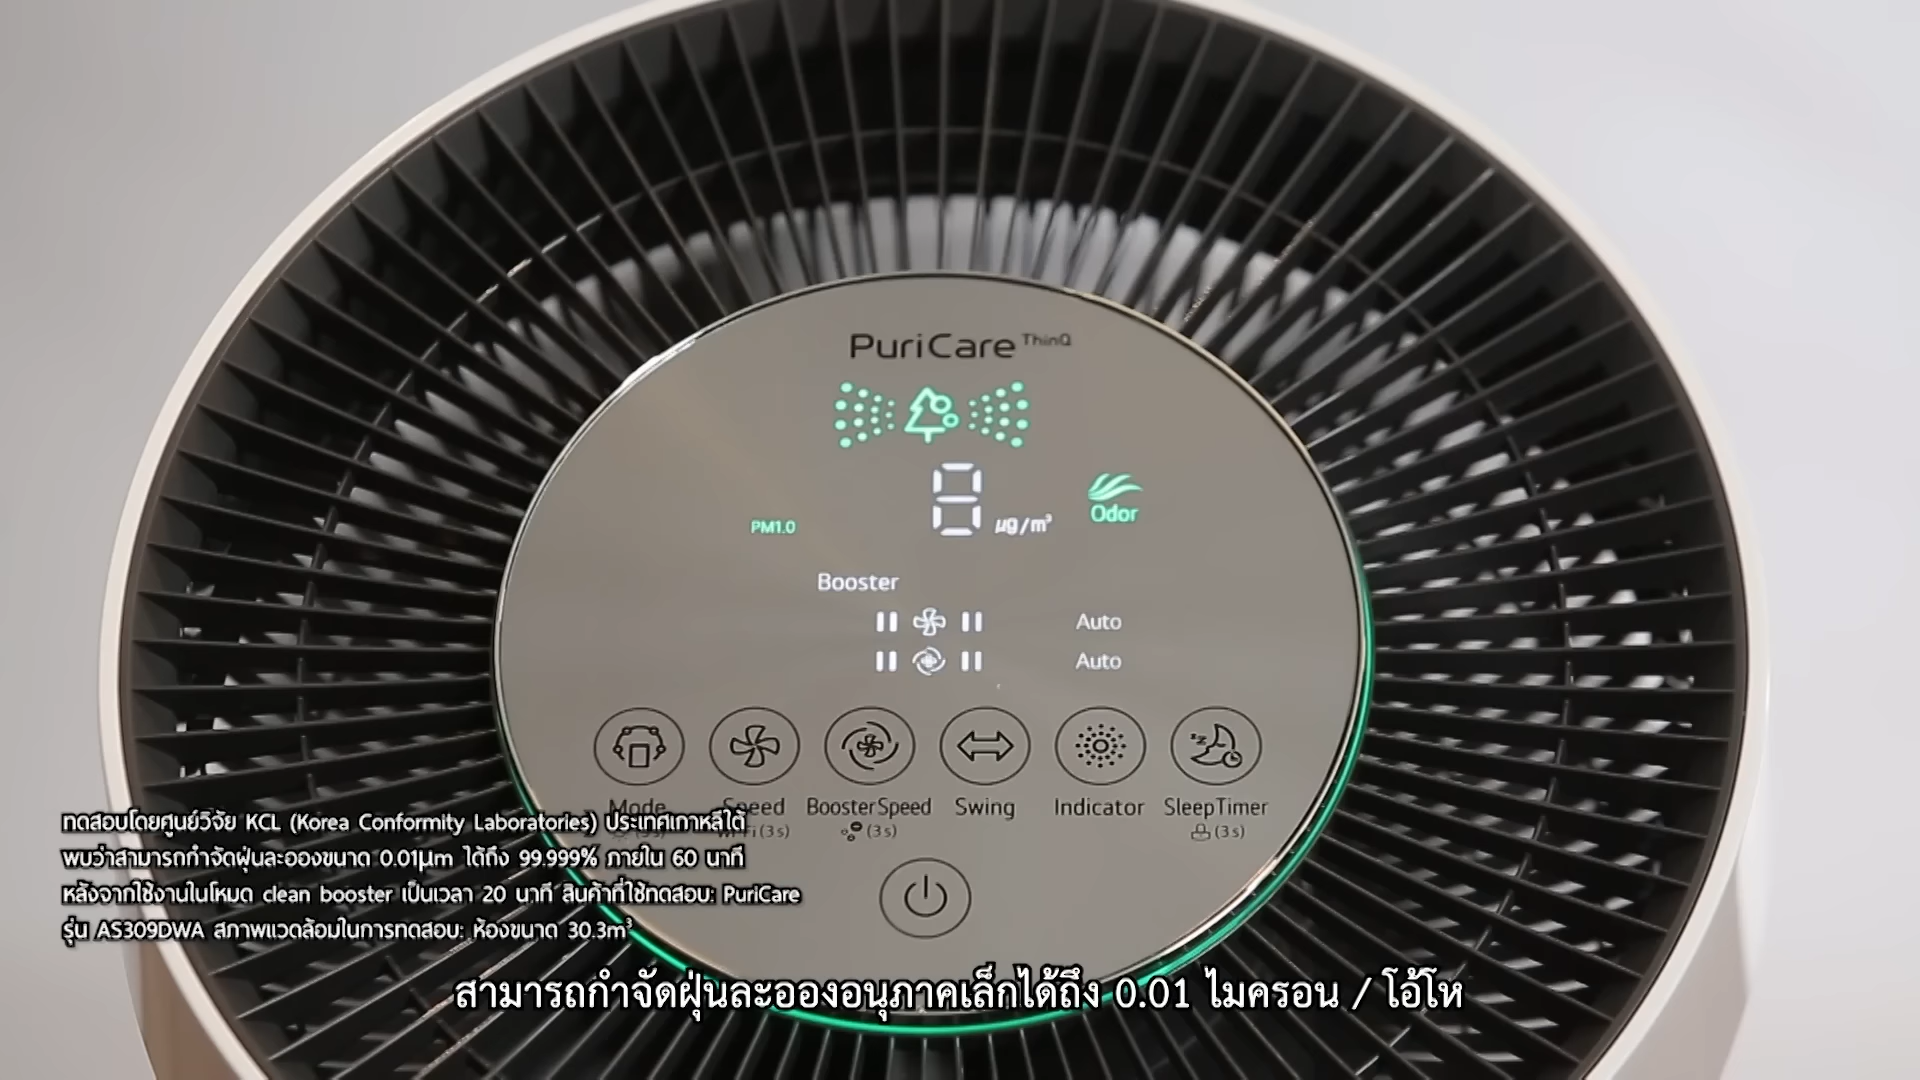 PuriCare ThinQ
8 µg/m³
Odor
PM1.0
Booster
Auto
Auto
Mode Speed BoosterSpeed Swing Indicator SleepTimer
Wi-Fi(3s) (3s) (3s)
ทดสอบโดยศูนย์วิจัย KCL (Korea Conformity Laboratories) ประเทศเกาหลีใต้
พบว่าสามารถกำจัดฝุ่นละอองขนาด 0.01μm ได้ถึง 99.999% ภายใน 60 นาที
หลังจากใช้งานในโหมด clean booster เป็นเวลา 20 นาที สินค้าที่ใช้ทดสอบ: PuriCare
รุ่น AS309DWA สภาพแวดล้อมในการทดสอบ: ห้องขนาด 30.3m³
สามารถกำจัดฝุ่นละอองอนุภาคเล็กได้ถึง 0.01 ไมครอน / โอ้โห